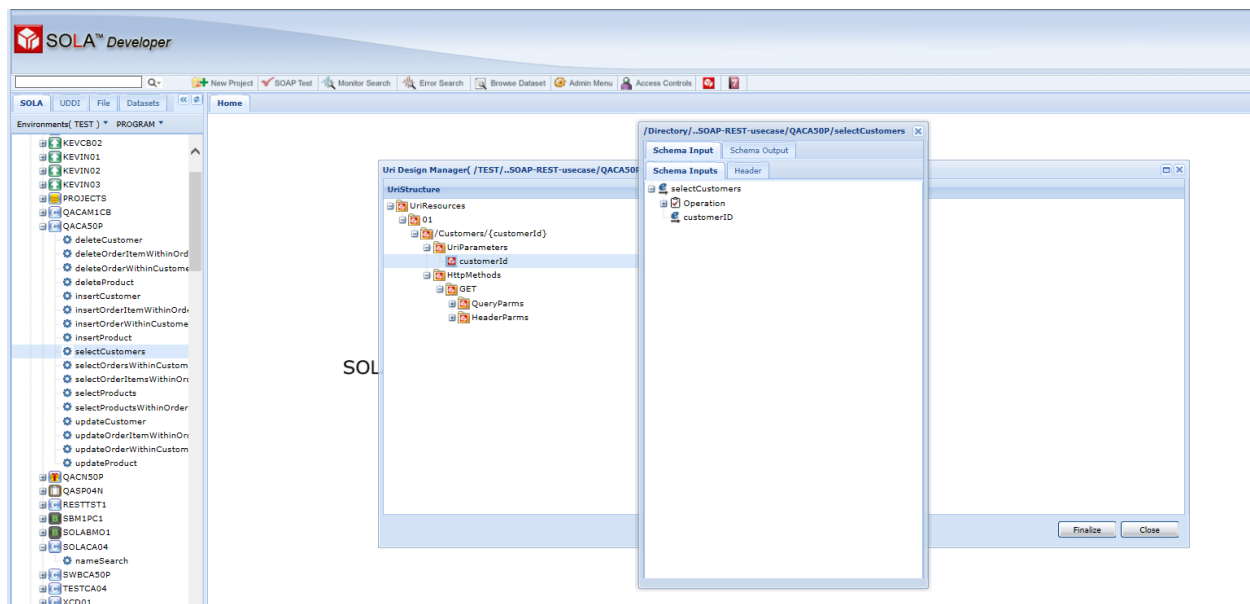 SOLA™ Developer
New Project SOAP Test Monitor Search Error Search Browse Dataset Admin Menu Access Controls
SOLA UDDI File Datasets
Home
Environments( TEST ) PROGRAM
KEVCB02
KEVIN01
KEVIN02
KEVIN03
PROJECTS
QACAM1CB
QACA50P
deleteCustomer
deleteOrderItemWithinOrd
deleteOrderWithinCustome
deleteProduct
insertCustomer
insertOrderItemWithinOrd
insertOrderWithinCustome
insertProduct
selectCustomers
selectOrdersWithinCustom
selectOrderItemsWithinOr
selectProducts
selectProductsWithinOrder
updateCustomer
updateOrderItemWithinOr
updateOrderWithinCustom
updateProduct
QACN50P
QASP04N
RESTTST1
SBM1PC1
SOLABMO1
SOLACA04
nameSearch
SWBCA50P
TESTCA04
XCD01
SOL
Uri Design Manager( /TEST/..SOAP-REST-usecase/QACA50P
UriStructure
UriResources
01
/Customers/{customerId}
UriParameters
customerId
HttpMethods
GET
QueryParms
HeaderParms
Finalize Close
/Directory/..SOAP-REST-usecase/QACA50P/selectCustomers
Schema Input Schema Output
Schema Inputs Header
selectCustomers
Operation
customerID